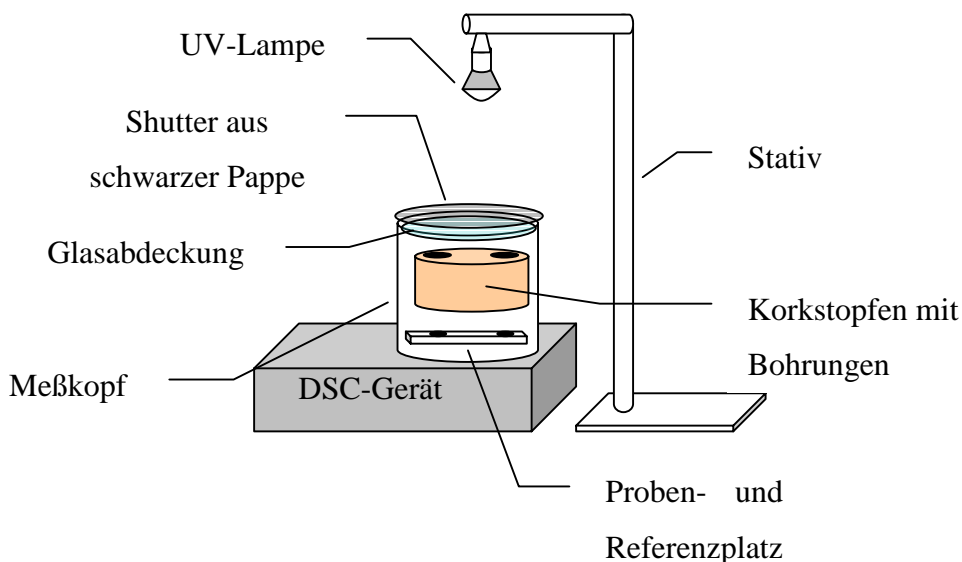 UV-Lampe
Shutter aus
schwarzer Pappe
Stativ
Glasabdeckung
Korkstopfen mit
Bohrungen
Meßkopf
DSC-Gerät
Proben- und
Referenzplatz